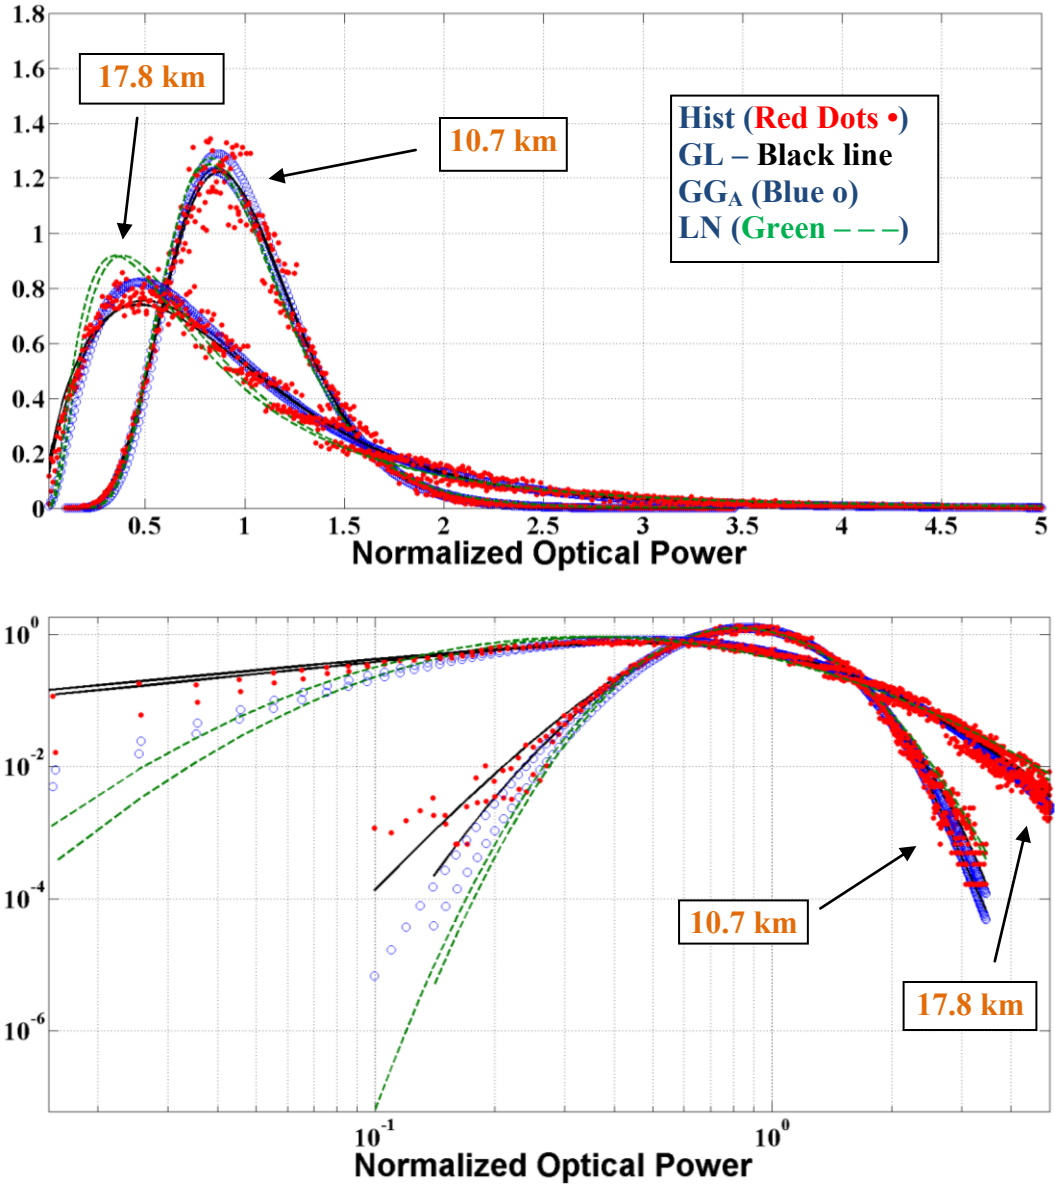 1.8
1.6
1.4
1.2
1
0.8
0.6
0.4
0.2
0
17.8 km
10.7 km
Hist (Red Dots •)
GL – Black line
GG_A (Blue o)
LN (Green – – –)
0.5 1 1.5 2 2.5 3 3.5 4 4.5 5
Normalized Optical Power
10^0
10^-2
10^-4
10^-6
10.7 km
17.8 km
10^-1 10^0
Normalized Optical Power